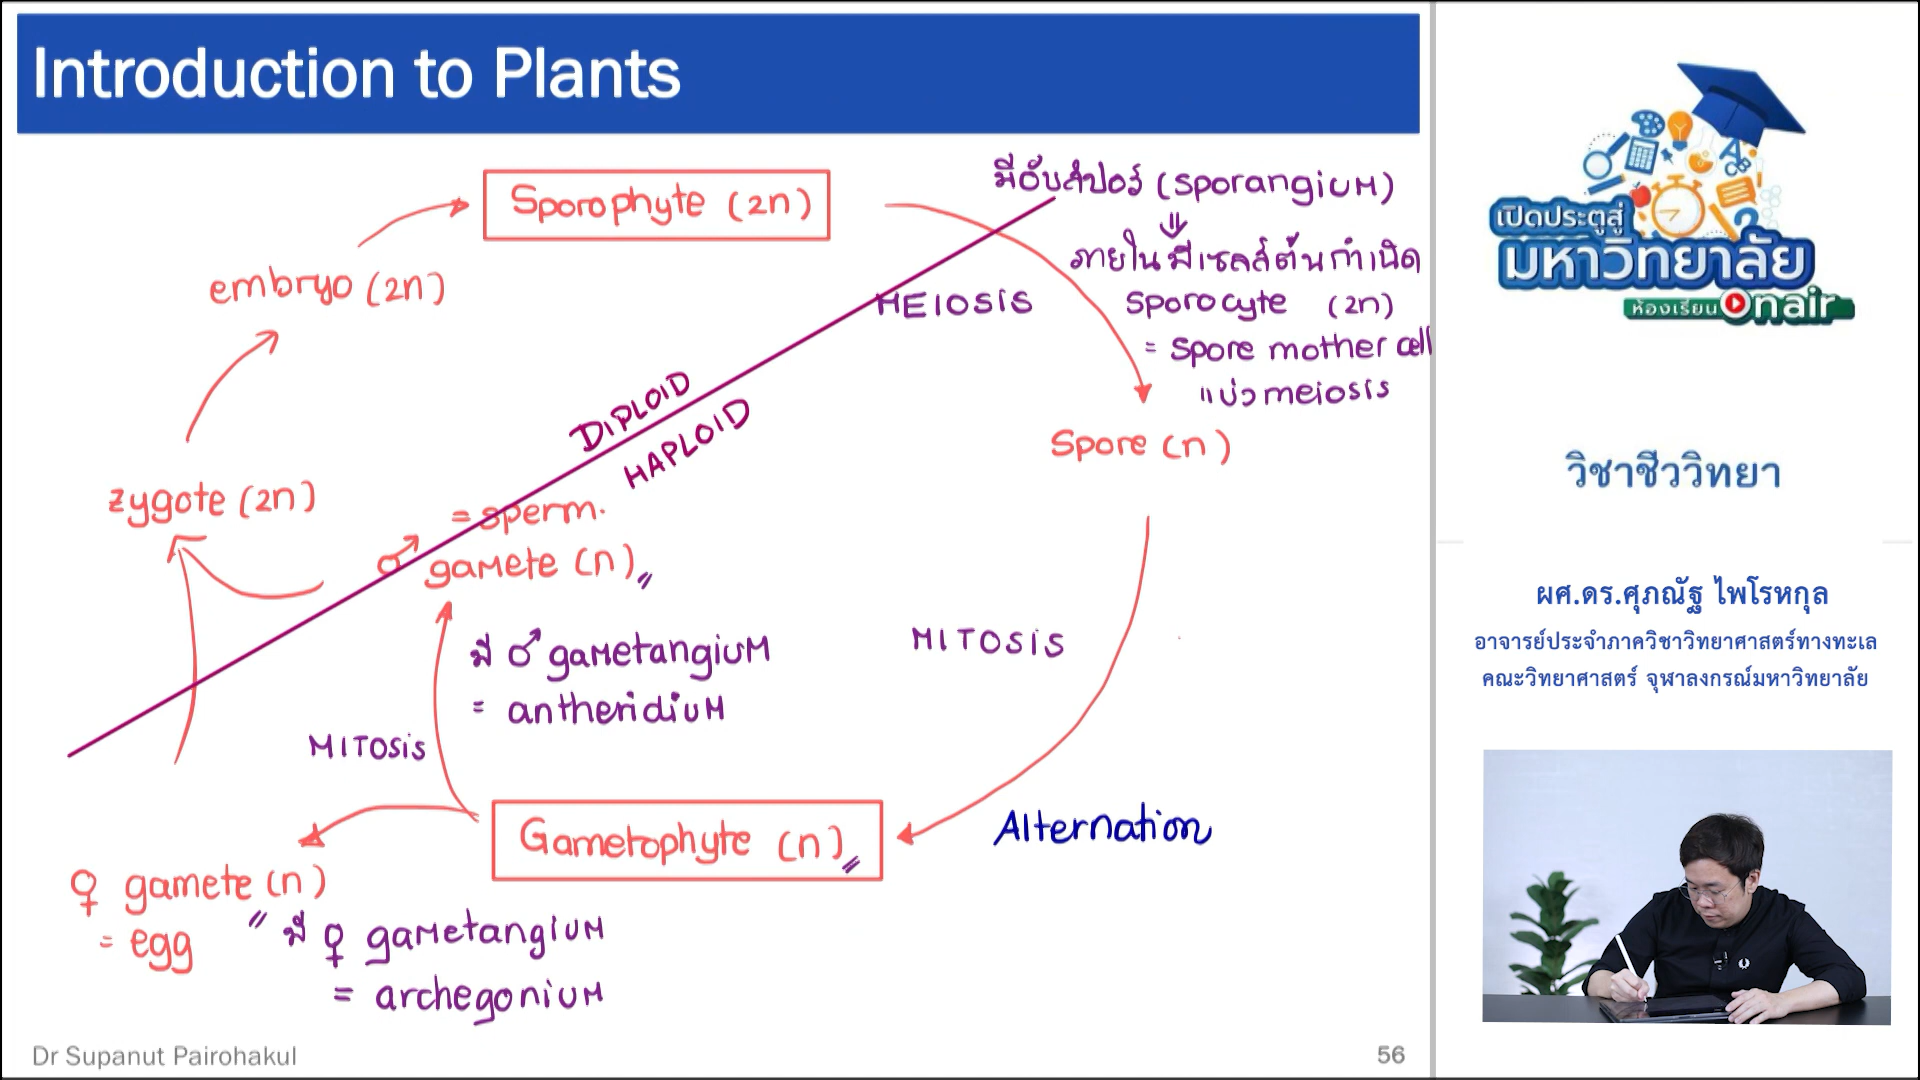 Introduction to Plants
Sporophyte (2n)
มีอับสปอร์ (sporangium)
ภายในมีเซลล์ต้นกำเนิด
sporocyte (2n)
= spore mother cell
แบ่ง meiosis
embryo (2n)
MEIOSIS
DIPLOID
HAPLOID
Spore (n)
zygote (2n)
= sperm.
♂ gamete (n)
มี ♂ gametangium
= antheridium
MITOSIS
MITOSIS
Gametophyte (n)
Alternation
♀ gamete (n)
= egg
มี ♀ gametangium
= archegonium
Dr Supanut Pairohakul
56
เปิดประตูสู่
มหาวิทยาลัย
ห้องเรียน Onair
วิชาชีววิทยา
ผศ.ดร.ศุภณัฐ ไพโรหกุล
อาจารย์ประจำภาควิชาวิทยาศาสตร์ทางทะเล
คณะวิทยาศาสตร์ จุฬาลงกรณ์มหาวิทยาลัย